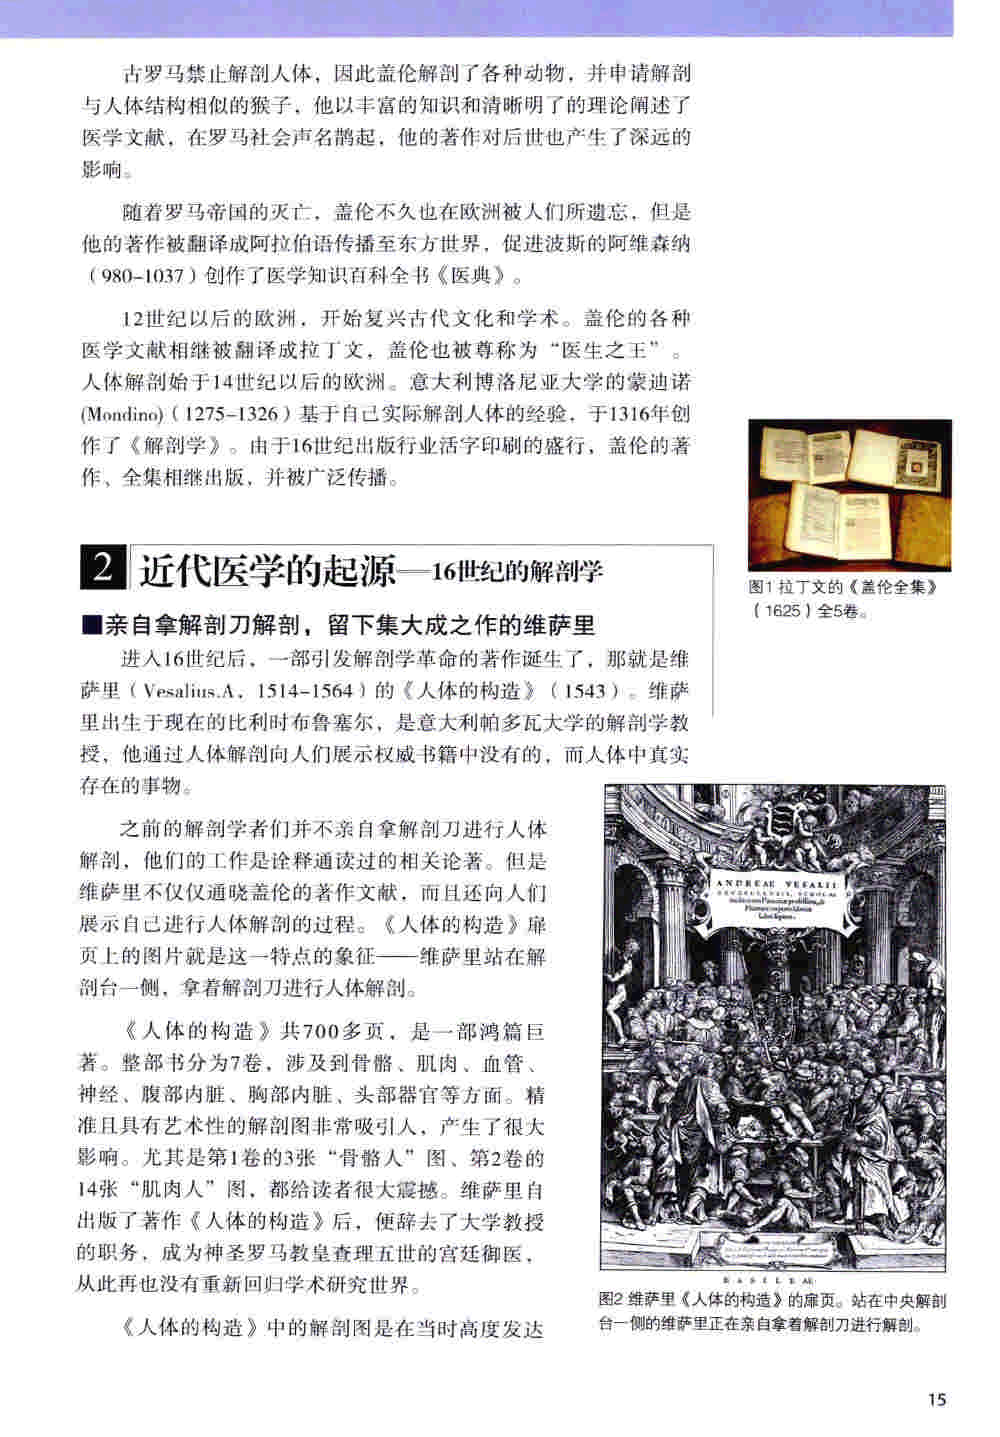 古罗马禁止解剖人体，因此盖伦解剖了各种动物，并申请解剖
与人体结构相似的猴子，他以丰富的知识和清晰明了的理论阐述了
医学文献，在罗马社会声名鹊起，他的著作对后世也产生了深远的
影响。
随着罗马帝国的灭亡，盖伦不久也在欧洲被人们所遗忘，但是
他的著作被翻译成阿拉伯语传播至东方世界，促进波斯的阿维森纳
（980–1037）创作了医学知识百科全书《医典》。
12世纪以后的欧洲，开始复兴古代文化和学术。盖伦的各种
医学文献相继被翻译成拉丁文，盖伦也被尊称为“医生之王”。
人体解剖始于14世纪以后的欧洲。意大利博洛尼亚大学的蒙迪诺
(Mondino)（1275–1326）基于自己实际解剖人体的经验，于1316年创
作了《解剖学》。由于16世纪出版行业活字印刷的盛行，盖伦的著
作、全集相继出版，并被广泛传播。
图1 拉丁文的《盖伦全集》
（1625）全5卷。
2 近代医学的起源——16世纪的解剖学
■亲自拿解剖刀解剖，留下集大成之作的维萨里
进入16世纪后，一部引发解剖学革命的著作诞生了，那就是维
萨里（Vesalius.A，1514–1564）的《人体的构造》（1543）。维萨
里出生于现在的比利时布鲁塞尔，是意大利帕多瓦大学的解剖学教
授，他通过人体解剖向人们展示权威书籍中没有的，而人体中真实
存在的事物。
之前的解剖学者们并不亲自拿解剖刀进行人体
解剖，他们的工作是诠释通读过的相关论著。但是
维萨里不仅仅通晓盖伦的著作文献，而且还向人们
展示自己进行人体解剖的过程。《人体的构造》扉
页上的图片就是这一特点的象征——维萨里站在解
剖台一侧，拿着解剖刀进行人体解剖。
《人体的构造》共700多页，是一部鸿篇巨
著。整部书分为7卷，涉及到骨骼、肌肉、血管、
神经、腹部内脏、胸部内脏、头部器官等方面。精
准且具有艺术性的解剖图非常吸引人，产生了很大
影响。尤其是第1卷的3张“骨骼人”图、第2卷的
14张“肌肉人”图，都给读者很大震撼。维萨里自
出版了著作《人体的构造》后，便辞去了大学教授
的职务，成为神圣罗马教皇查理五世的宫廷御医，
从此再也没有重新回归学术研究世界。
《人体的构造》中的解剖图是在当时高度发达
ANDREAE VESALII
BASILEAE
图2 维萨里《人体的构造》的扉页。站在中央解剖
台一侧的维萨里正在亲自拿着解剖刀进行解剖。
15